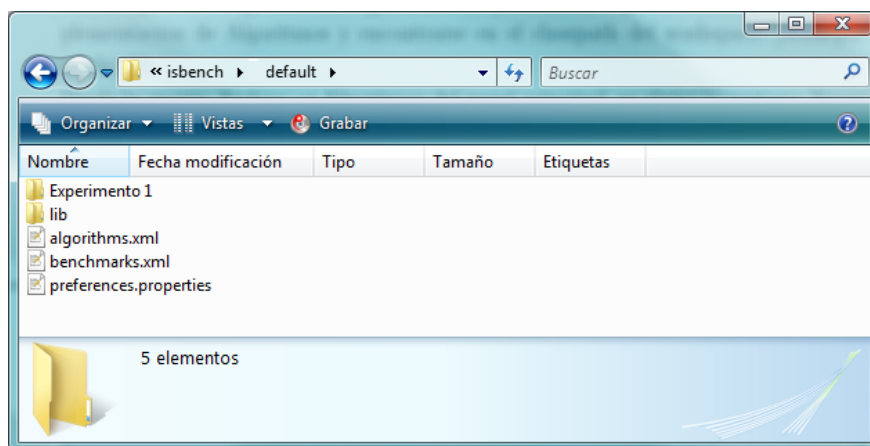 « isbench ▸ default ▸ Buscar
Organizar Vistas Grabar
Nombre Fecha modificación Tipo Tamaño Etiquetas
Experimento 1
lib
algorithms.xml
benchmarks.xml
preferences.properties
5 elementos